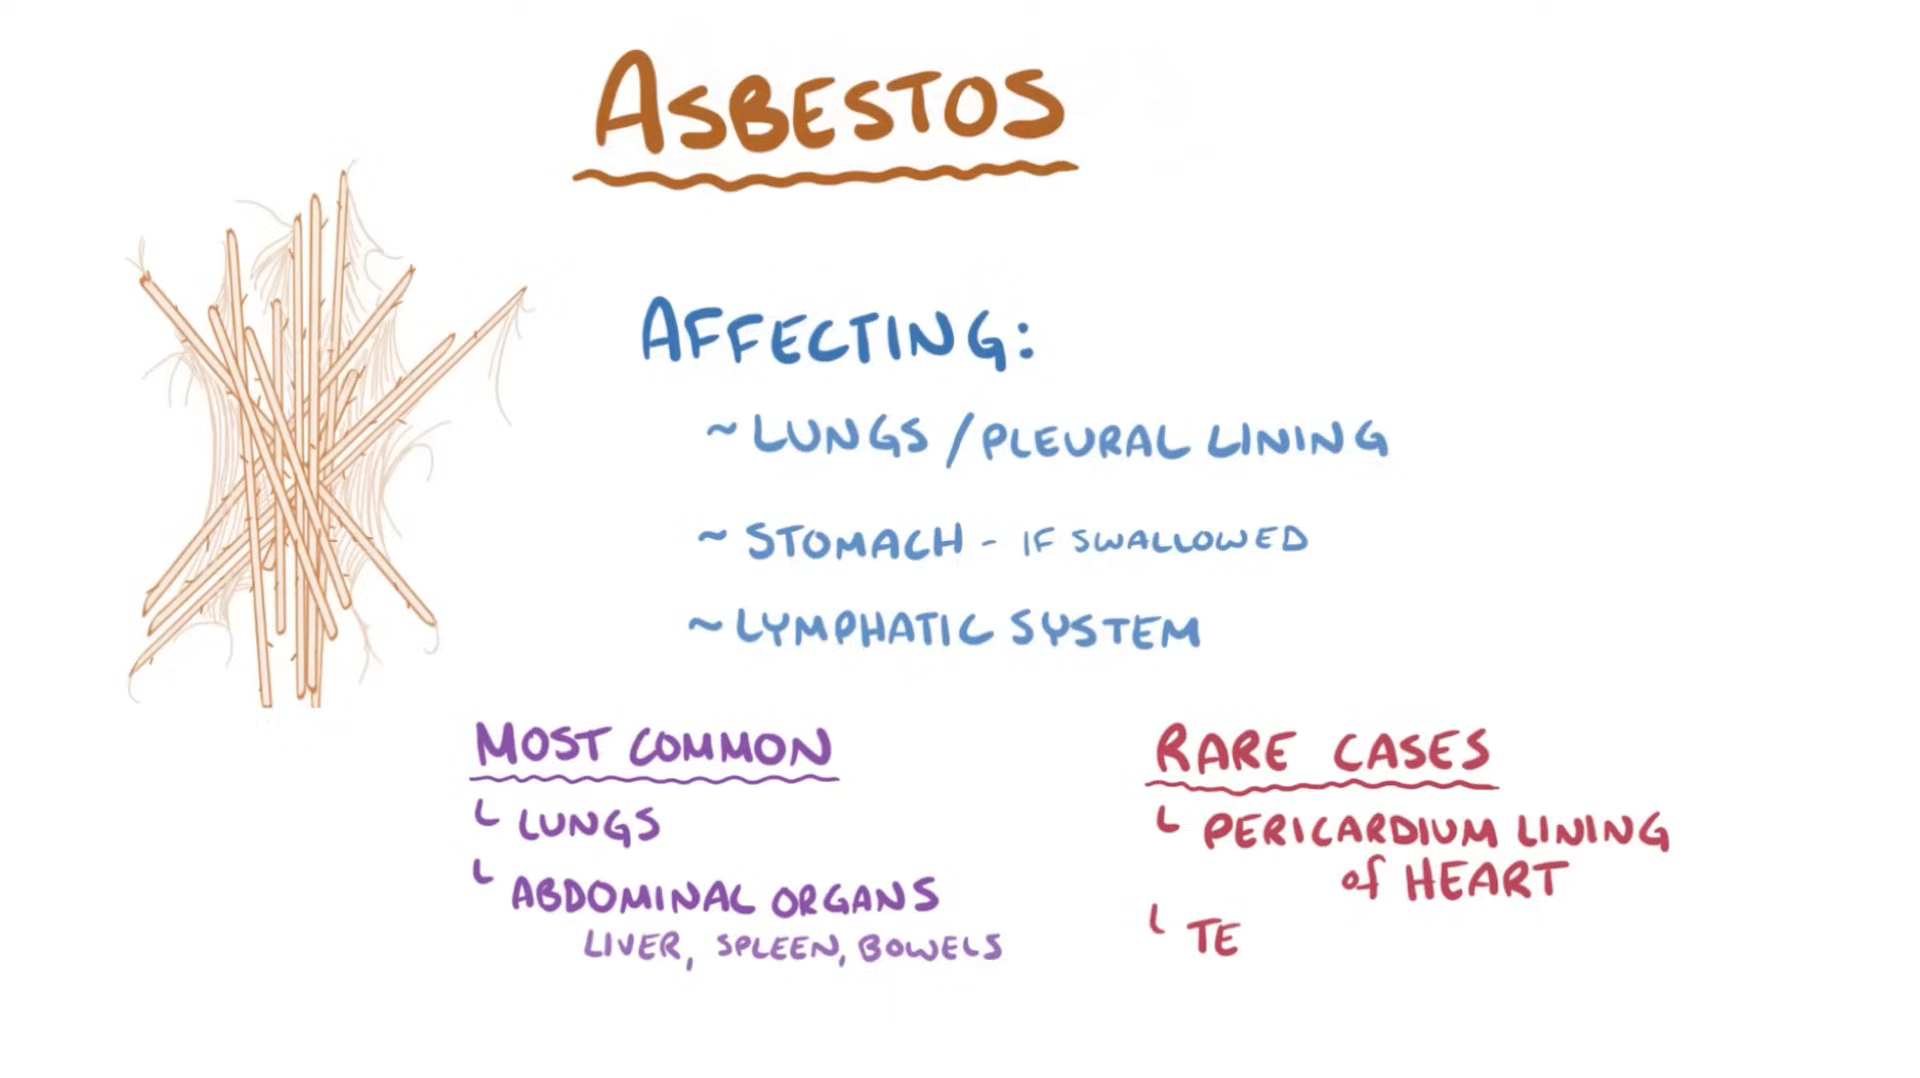 ASBESTOS
AFFECTING:
~ LUNGS / PLEURAL LINING
~ STOMACH - IF SWALLOWED
~ LYMPHATIC SYSTEM
MOST COMMON
LUNGS
ABDOMINAL ORGANS
LIVER, SPLEEN, BOWELS
RARE CASES
PERICARDIUM LINING
of HEART
TE